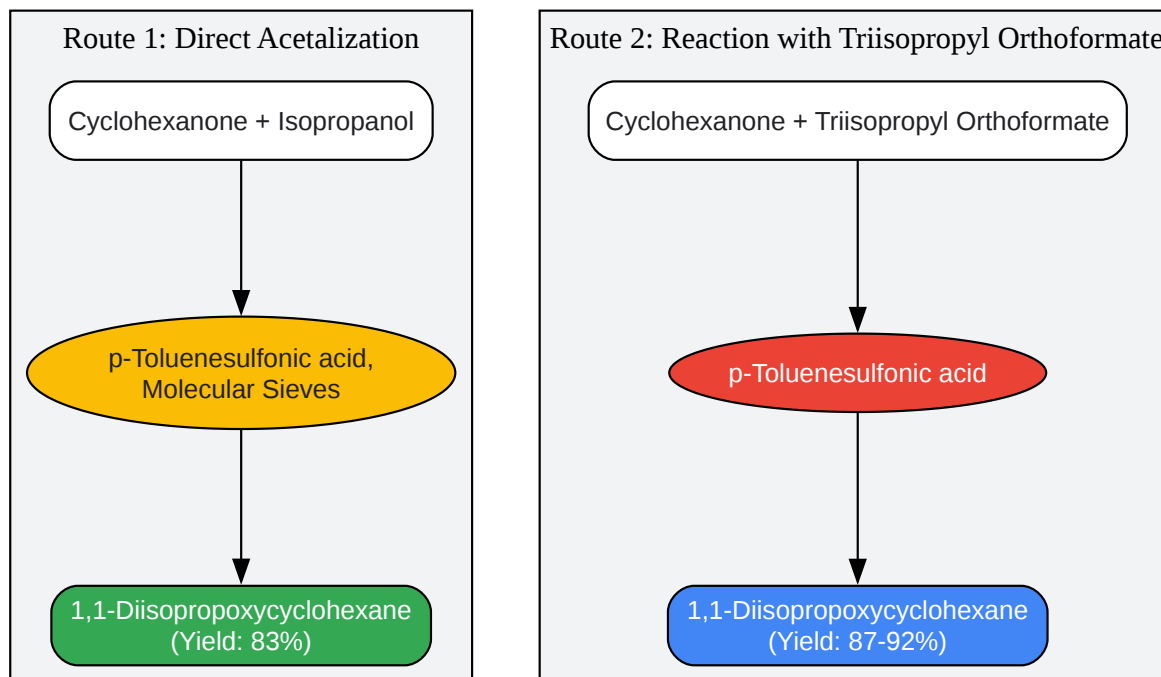 Route 1: Direct Acetalization
Cyclohexanone + Isopropanol
p-Toluenesulfonic acid,
Molecular Sieves
1,1-Diisopropoxycyclohexane
(Yield: 83%)
Route 2: Reaction with Triisopropyl Orthoformate
Cyclohexanone + Triisopropyl Orthoformate
p-Toluenesulfonic acid
1,1-Diisopropoxycyclohexane
(Yield: 87-92%)